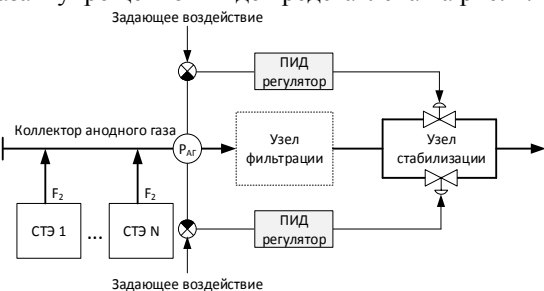 Задающее воздействие
ПИД
регулятор
Коллектор анодного газа
PАГ
Узел
фильтрации
Узел
стабилизации
F2
F2
СТЭ 1
...
СТЭ N
ПИД
регулятор
Задающее воздействие